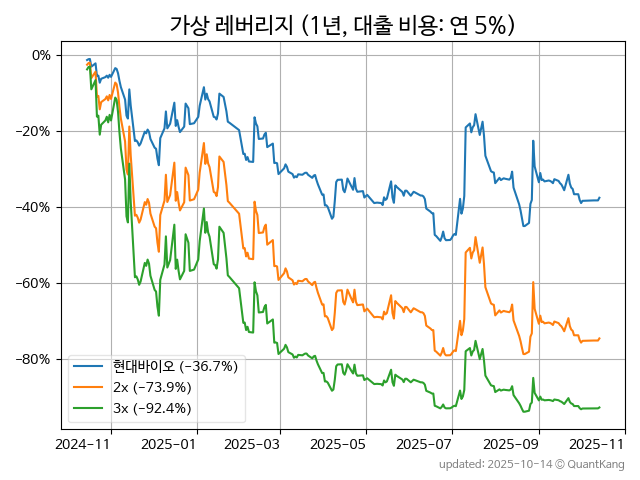 가상 레버리지 (1년, 대출 비용: 연 5%)
0%
−20%
−40%
−60%
−80%
현대바이오 (−36.7%)
2x (−73.9%)
3x (−92.4%)
2024-11
2025-01
2025-03
2025-05
2025-07
2025-09
2025-11
updated: 2025-10-14 © QuantKang